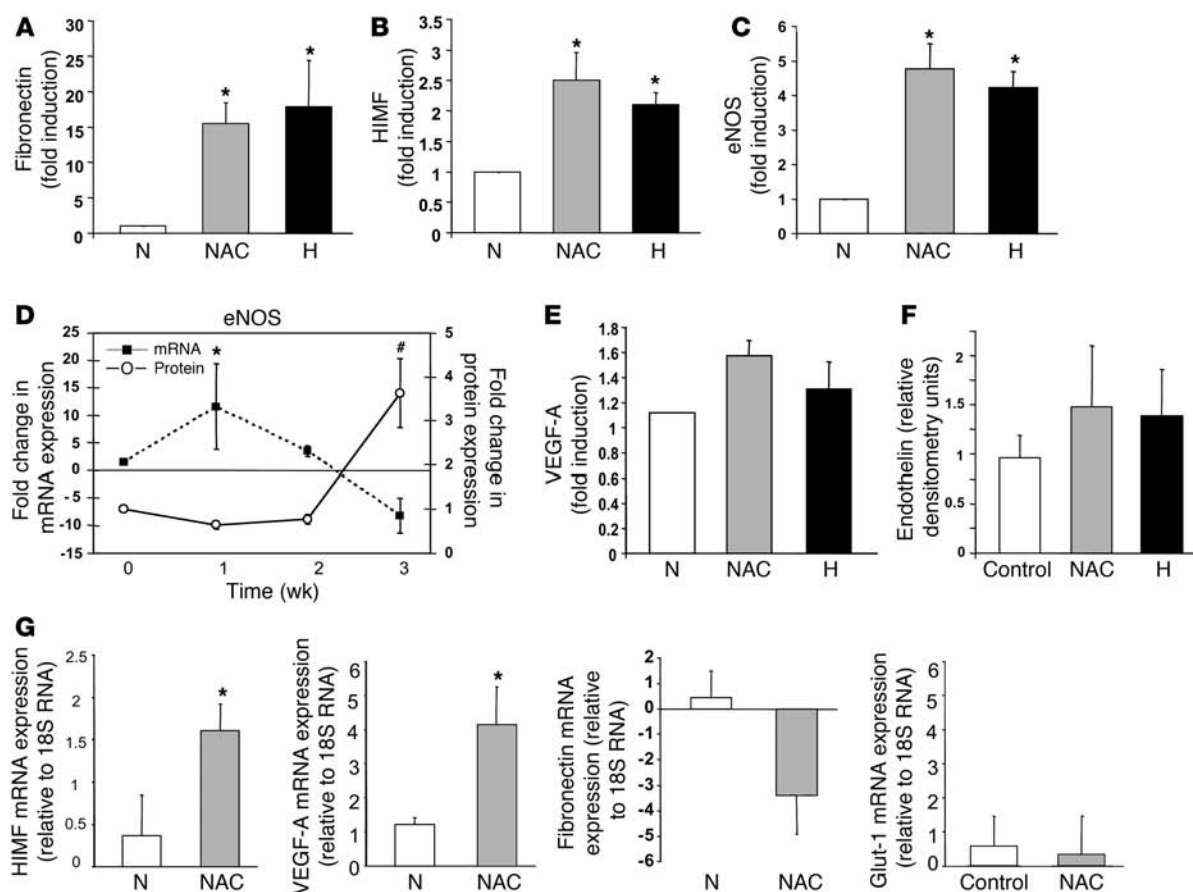 A
Fibronectin
(fold induction)
30
25
20
15
10
5
0
*
*
N NAC H
B
HIMF
(fold induction)
3.5
3
2.5
2
1.5
1
0.5
0
*
*
N NAC H
C
eNOS
(fold induction)
6
5
4
3
2
1
0
*
*
N NAC H
D
eNOS
Fold change in
mRNA expression
25
20
15
10
5
0
-5
-10
-15
mRNA
Protein
*
#
5
4
3
2
1
0
Fold change in
protein expression
0 1 2 3
Time (wk)
E
VEGF-A
(fold induction)
1.8
1.6
1.4
1.2
1
0.8
0.6
0.4
0.2
0
N NAC H
F
Endothelin (relative
densitometry units)
2
1.5
1
0.5
0
Control NAC H
G
HIMF mRNA expression
(relative to 18S RNA)
2.5
2
1.5
1
0.5
0
*
N NAC
VEGF-A mRNA expression
(relative to 18S RNA)
6
5
4
3
2
1
0
*
N NAC
Fibronectin mRNA
expression (relative
to 18S RNA)
2
1
0
-1
-2
-3
-4
-5
-6
N NAC
Glut-1 mRNA expression
(relative to 18S RNA)
6
5
4
3
2
1
0
Control NAC